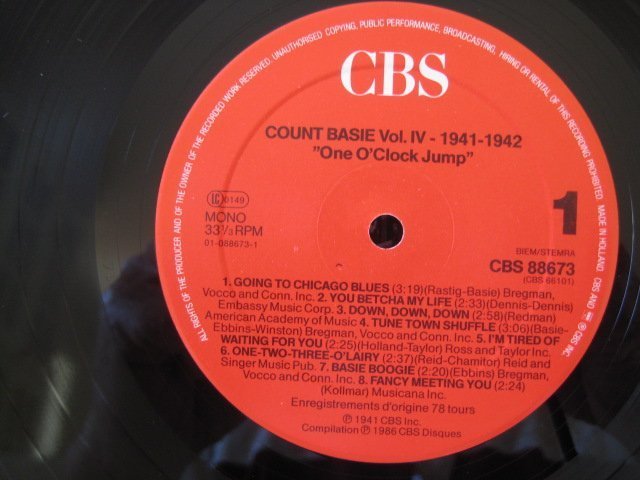 ALL RIGHTS OF THE PRODUCER AND OF THE OWNER OF THE RECORDED WORK RESERVED. UNAUTHORISED COPYING, PUBLIC PERFORMANCE, BROADCASTING, HIRING OR RENTAL OF THIS RECORDING PROHIBITED. MADE IN HOLLAND. CBS AND ARE ® CBS INC.
CBS
COUNT BASIE Vol. IV - 1941-1942
"One O'Clock Jump"
LC 0149
MONO
33⅓ RPM
01-088673-1
1
BIEM/STEMRA
CBS 88673
(CBS 66101)
1. GOING TO CHICAGO BLUES (3:19)(Rastig-Basie) Bregman,
Vocco and Conn. Inc. 2. YOU BETCHA MY LIFE (2:33)(Dennis-Dennis)
Embassy Music Corp. 3. DOWN, DOWN, DOWN (2:58)(Redman)
American Academy of Music 4. TUNE TOWN SHUFFLE (3:06)(Basie-
Ebbins-Winston) Bregman, Vocco and Conn. Inc. 5. I'M TIRED OF
WAITING FOR YOU (2:25)(Holland-Taylor) Ross and Taylor Inc.
6. ONE-TWO-THREE-O'LAIRY (2:37)(Reid-Chamitor) Reid and
Singer Music Pub. 7. BASIE BOOGIE (2:20)(Ebbins) Bregman,
Vocco and Conn. Inc. 8. FANCY MEETING YOU (2:24)
(Kollmar) Musicana Inc.
Enregistrements d'origine 78 tours
℗ 1941 CBS Inc.
Compilation ℗ 1986 CBS Disques